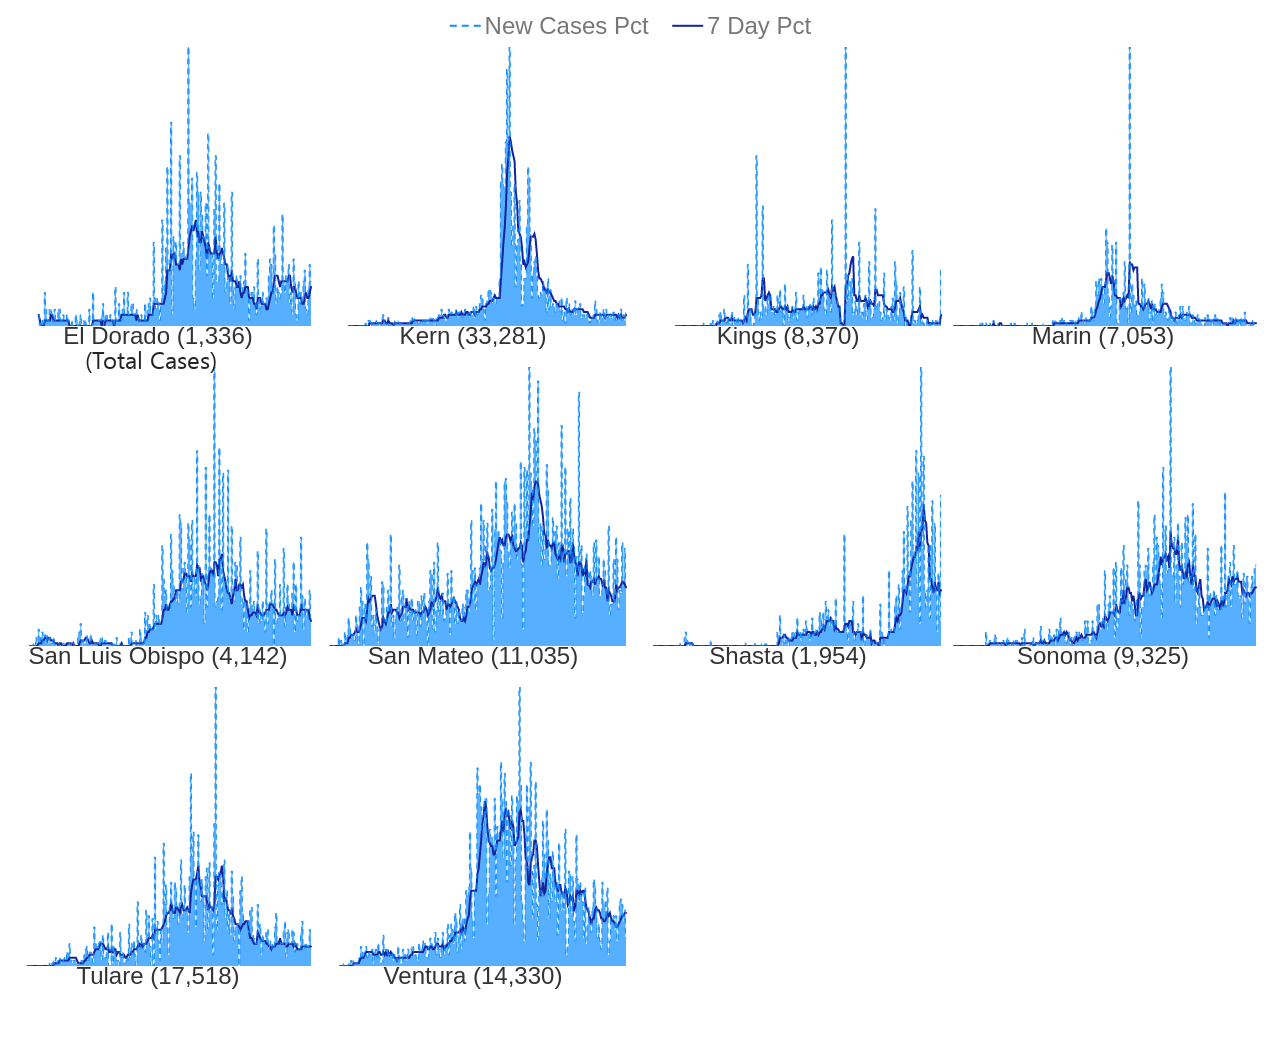 New Cases Pct 7 Day Pct
El Dorado (1,336) Kern (33,281) Kings (8,370) Marin (7,053)
(Total Cases)
San Luis Obispo (4,142) San Mateo (11,035) Shasta (1,954) Sonoma (9,325)
Tulare (17,518) Ventura (14,330)